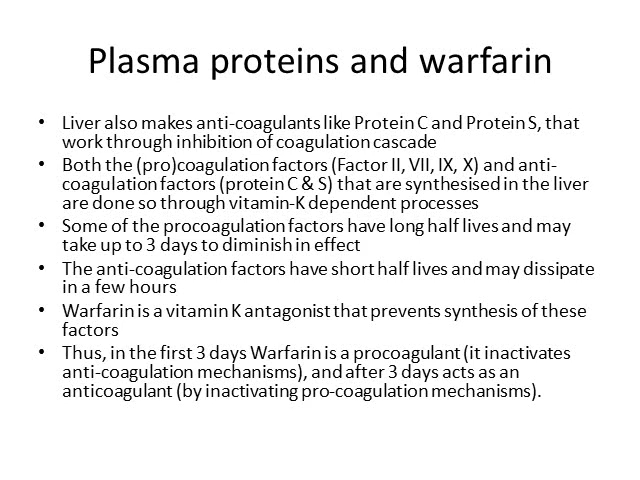 Plasma proteins and warfarin
• Liver also makes anti-coagulants like Protein C and Protein S, that
work through inhibition of coagulation cascade
• Both the (pro)coagulation factors (Factor II, VII, IX, X) and anti-
coagulation factors (protein C & S) that are synthesised in the liver
are done so through vitamin-K dependent processes
• Some of the procoagulation factors have long half lives and may
take up to 3 days to diminish in effect
• The anti-coagulation factors have short half lives and may dissipate
in a few hours
• Warfarin is a vitamin K antagonist that prevents synthesis of these
factors
• Thus, in the first 3 days Warfarin is a procoagulant (it inactivates
anti-coagulation mechanisms), and after 3 days acts as an
anticoagulant (by inactivating pro-coagulation mechanisms).